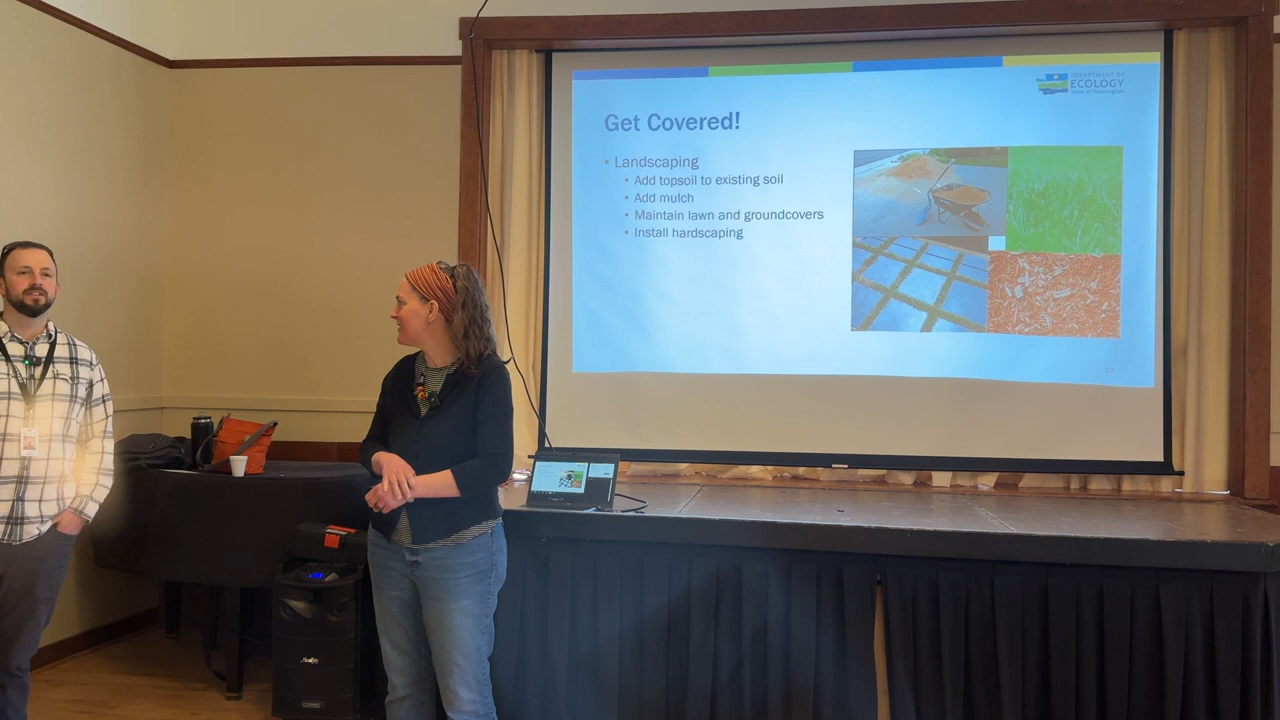 DEPARTMENT OF
ECOLOGY
State of Washington
Get Covered!
• Landscaping
• Add topsoil to existing soil
• Add mulch
• Maintain lawn and groundcovers
• Install hardscaping